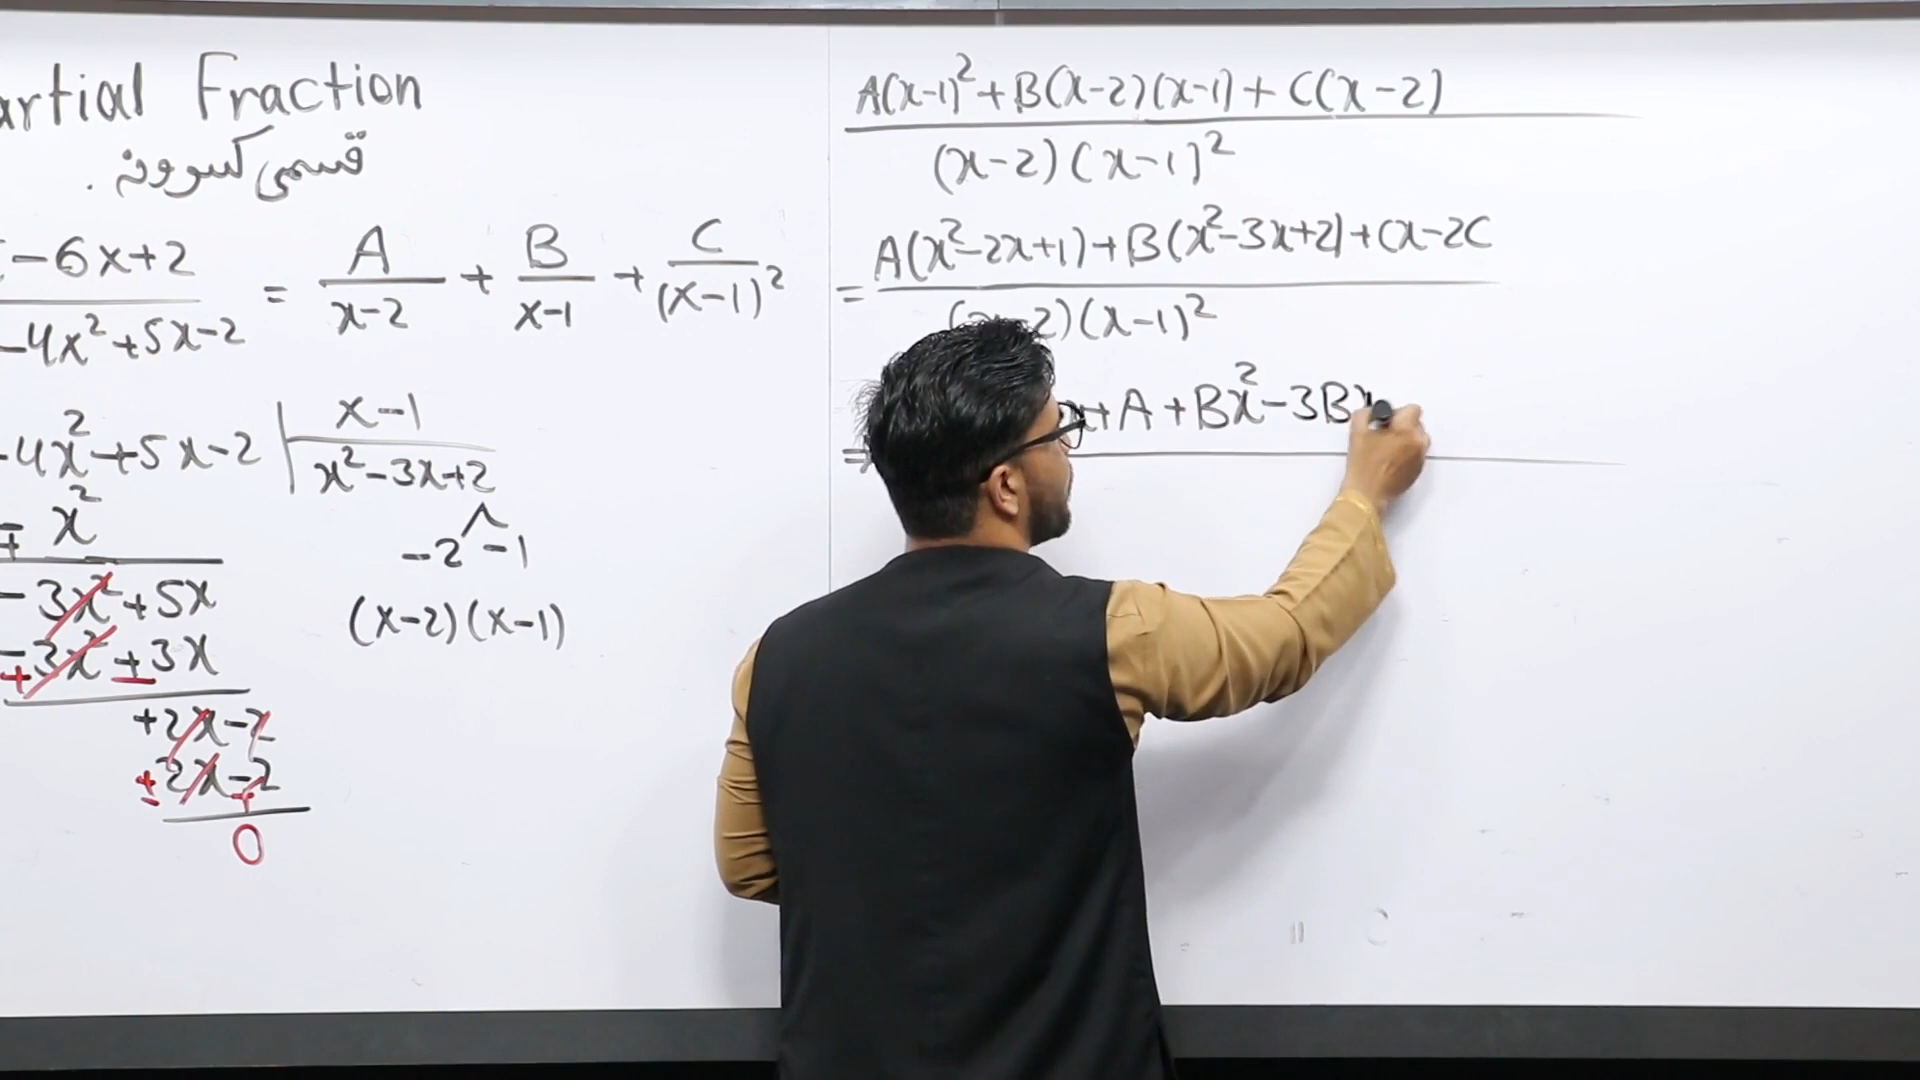 artial Fraction
قسمی کسرونه .
-6x+2 = A + B + C
-4x²+5x-2 x-2 x-1 (x-1)²
-4x²+5x-2 | x-1
x²-3x+2
∓ x²
-2 -1
-3x²+5x
(x-2)(x-1)
-3x²±3x
+
+2x-2
±2x-2
+
0
A(x-1)²+B(x-2)(x-1)+C(x-2)
(x-2)(x-1)²
= A(x²-2x+1)+B(x²-3x+2)+Cx-2C
2)(x-1)²
= x+A+Bx²-3Bx